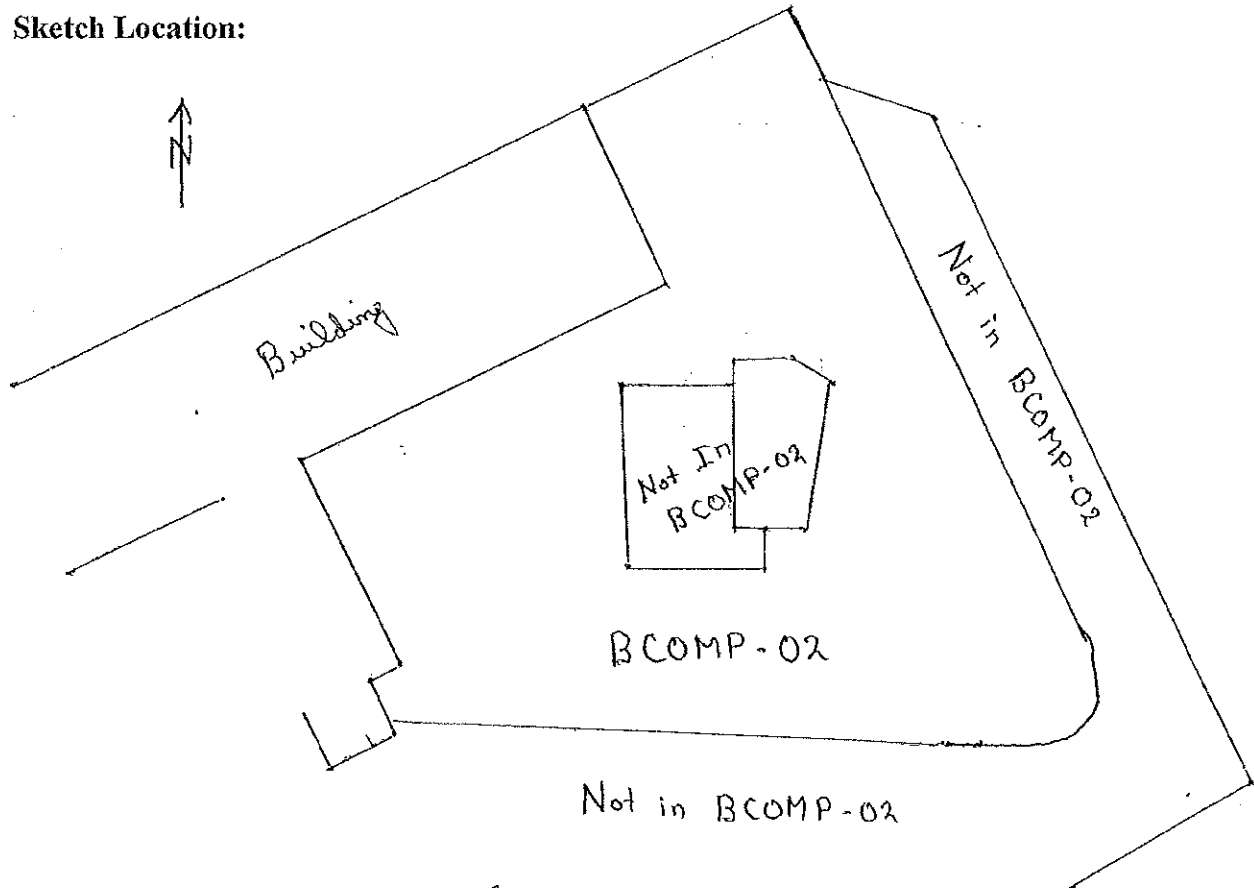 Sketch Location:
N
Building
Not in BCOMP-02
Not In
BCOMP-02
BCOMP-02
Not in BCOMP-02